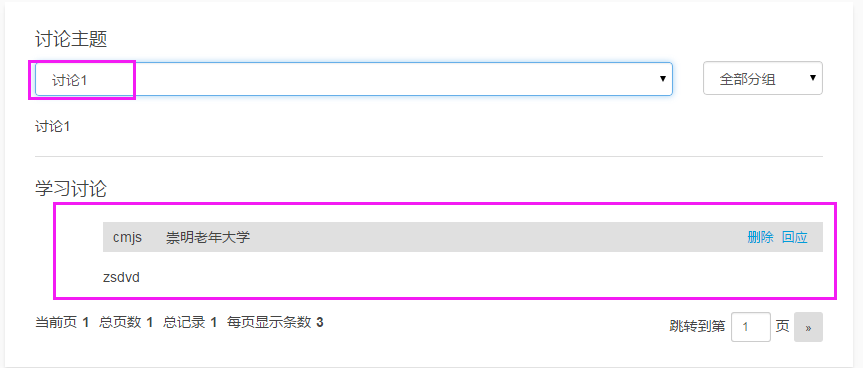 讨论主题
讨论1 全部分组
讨论1
学习讨论
cmjs 崇明老年大学 删除 回应
zsdvd
当前页 1 总页数 1 总记录 1 每页显示条数 3 跳转到第 1 页 »